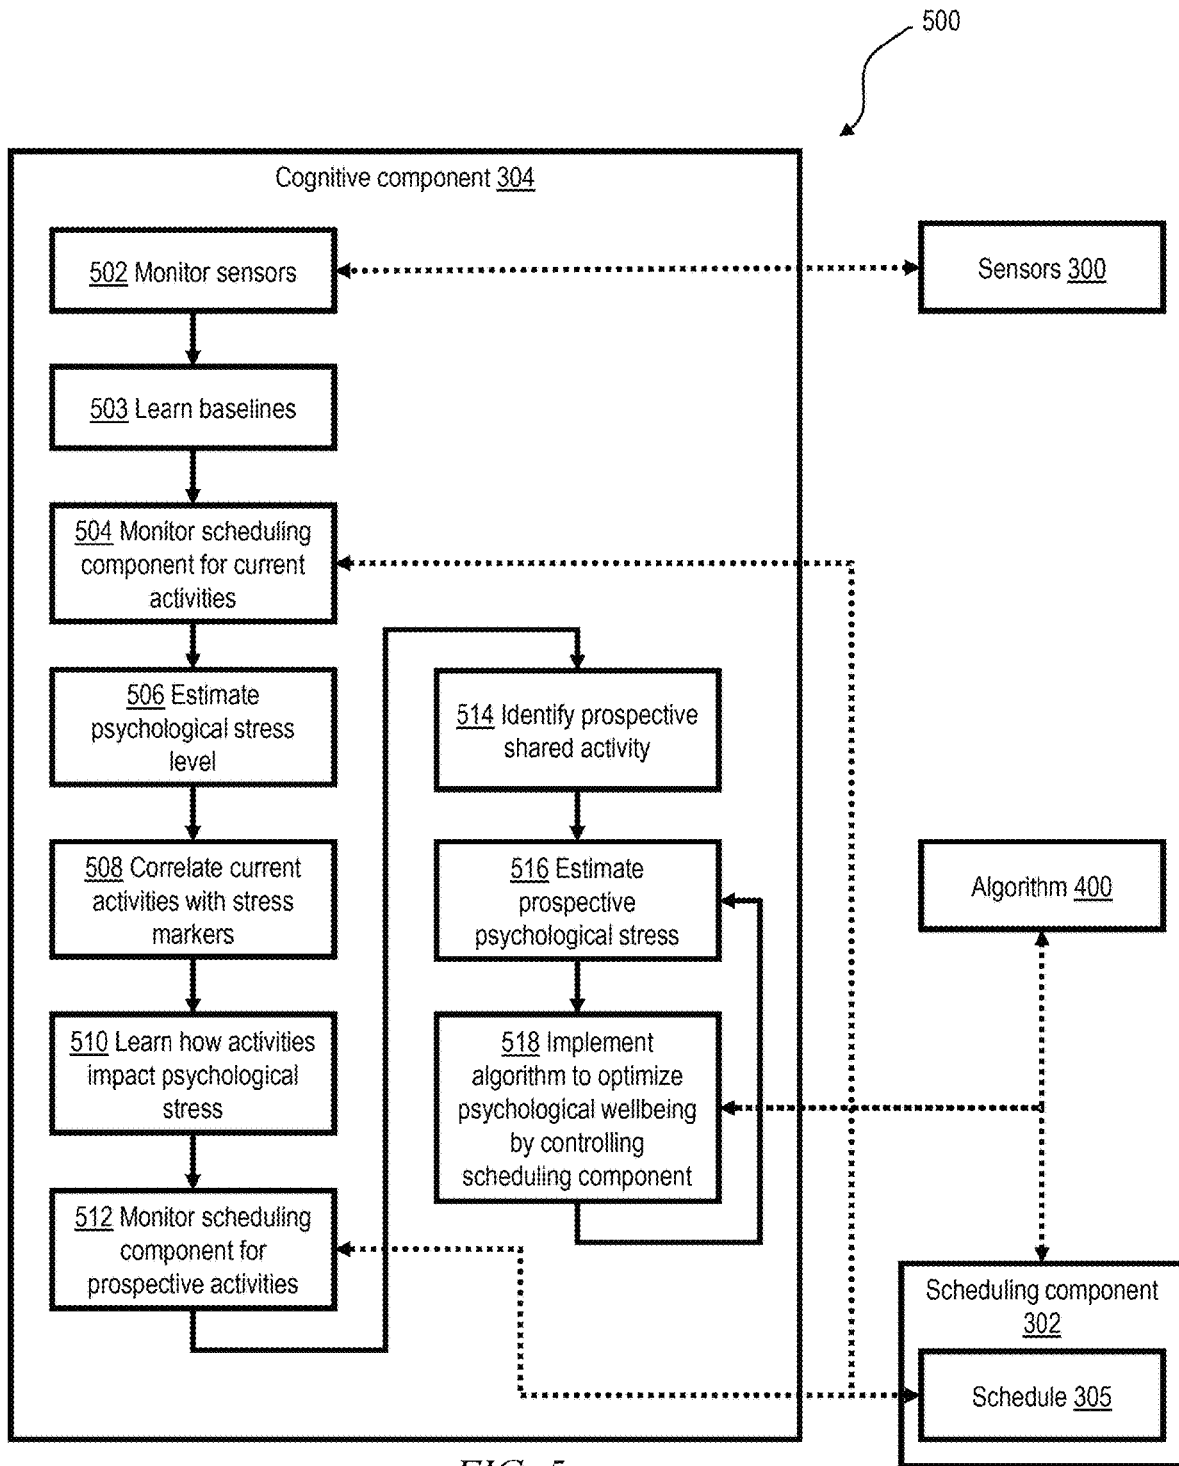 500
Cognitive component 304
502 Monitor sensors
Sensors 300
503 Learn baselines
504 Monitor scheduling
component for current
activities
506 Estimate
psychological stress
level
508 Correlate current
activities with stress
markers
510 Learn how activities
impact psychological
stress
512 Monitor scheduling
component for
prospective activities
514 Identify prospective
shared activity
516 Estimate
prospective
psychological stress
518 Implement
algorithm to optimize
psychological wellbeing
by controlling
scheduling component
Algorithm 400
Scheduling component
302
Schedule 305
FIG. 5